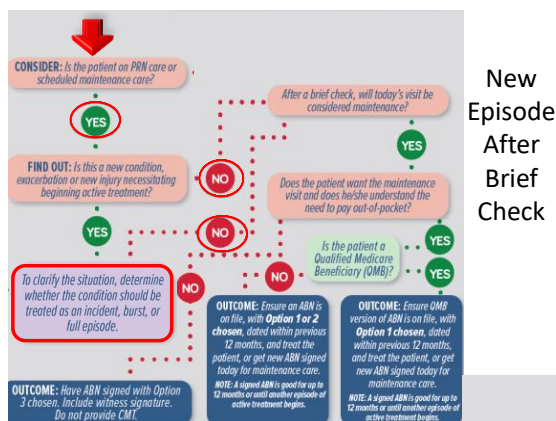 CONSIDER: Is the patient on PRN care or
scheduled maintenance care?
YES
FIND OUT: Is this a new condition,
exacerbation or new injury necessitating
beginning active treatment?
YES
To clarify the situation, determine
whether the condition should be
treated as an incident, burst, or
full episode.
NO
NO
After a brief check, will today's visit be
considered maintenance?
YES
Does the patient want the maintenance
visit and does he/she understand the
need to pay out-of-pocket?
NO
YES
Is the patient a
Qualified Medicare
Beneficiary (QMB)?
NO
YES
OUTCOME: Have ABN signed with Option
3 chosen. Include witness signature.
Do not provide CMT.
OUTCOME: Ensure an ABN is
on file, with Option 1 or 2
chosen, dated within previous
12 months, and treat the
patient, or get new ABN signed
today for maintenance care.
NOTE: A signed ABN is good for up to
12 months or until another episode of
active treatment begins.
OUTCOME: Ensure QMB
version of ABN is on file, with
Option 1 chosen, dated
within previous 12 months,
and treat the patient, or get
new ABN signed today for
maintenance care.
NOTE: A signed ABN is good for up to
12 months or until another episode of
active treatment begins.
New
Episode
After
Brief
Check